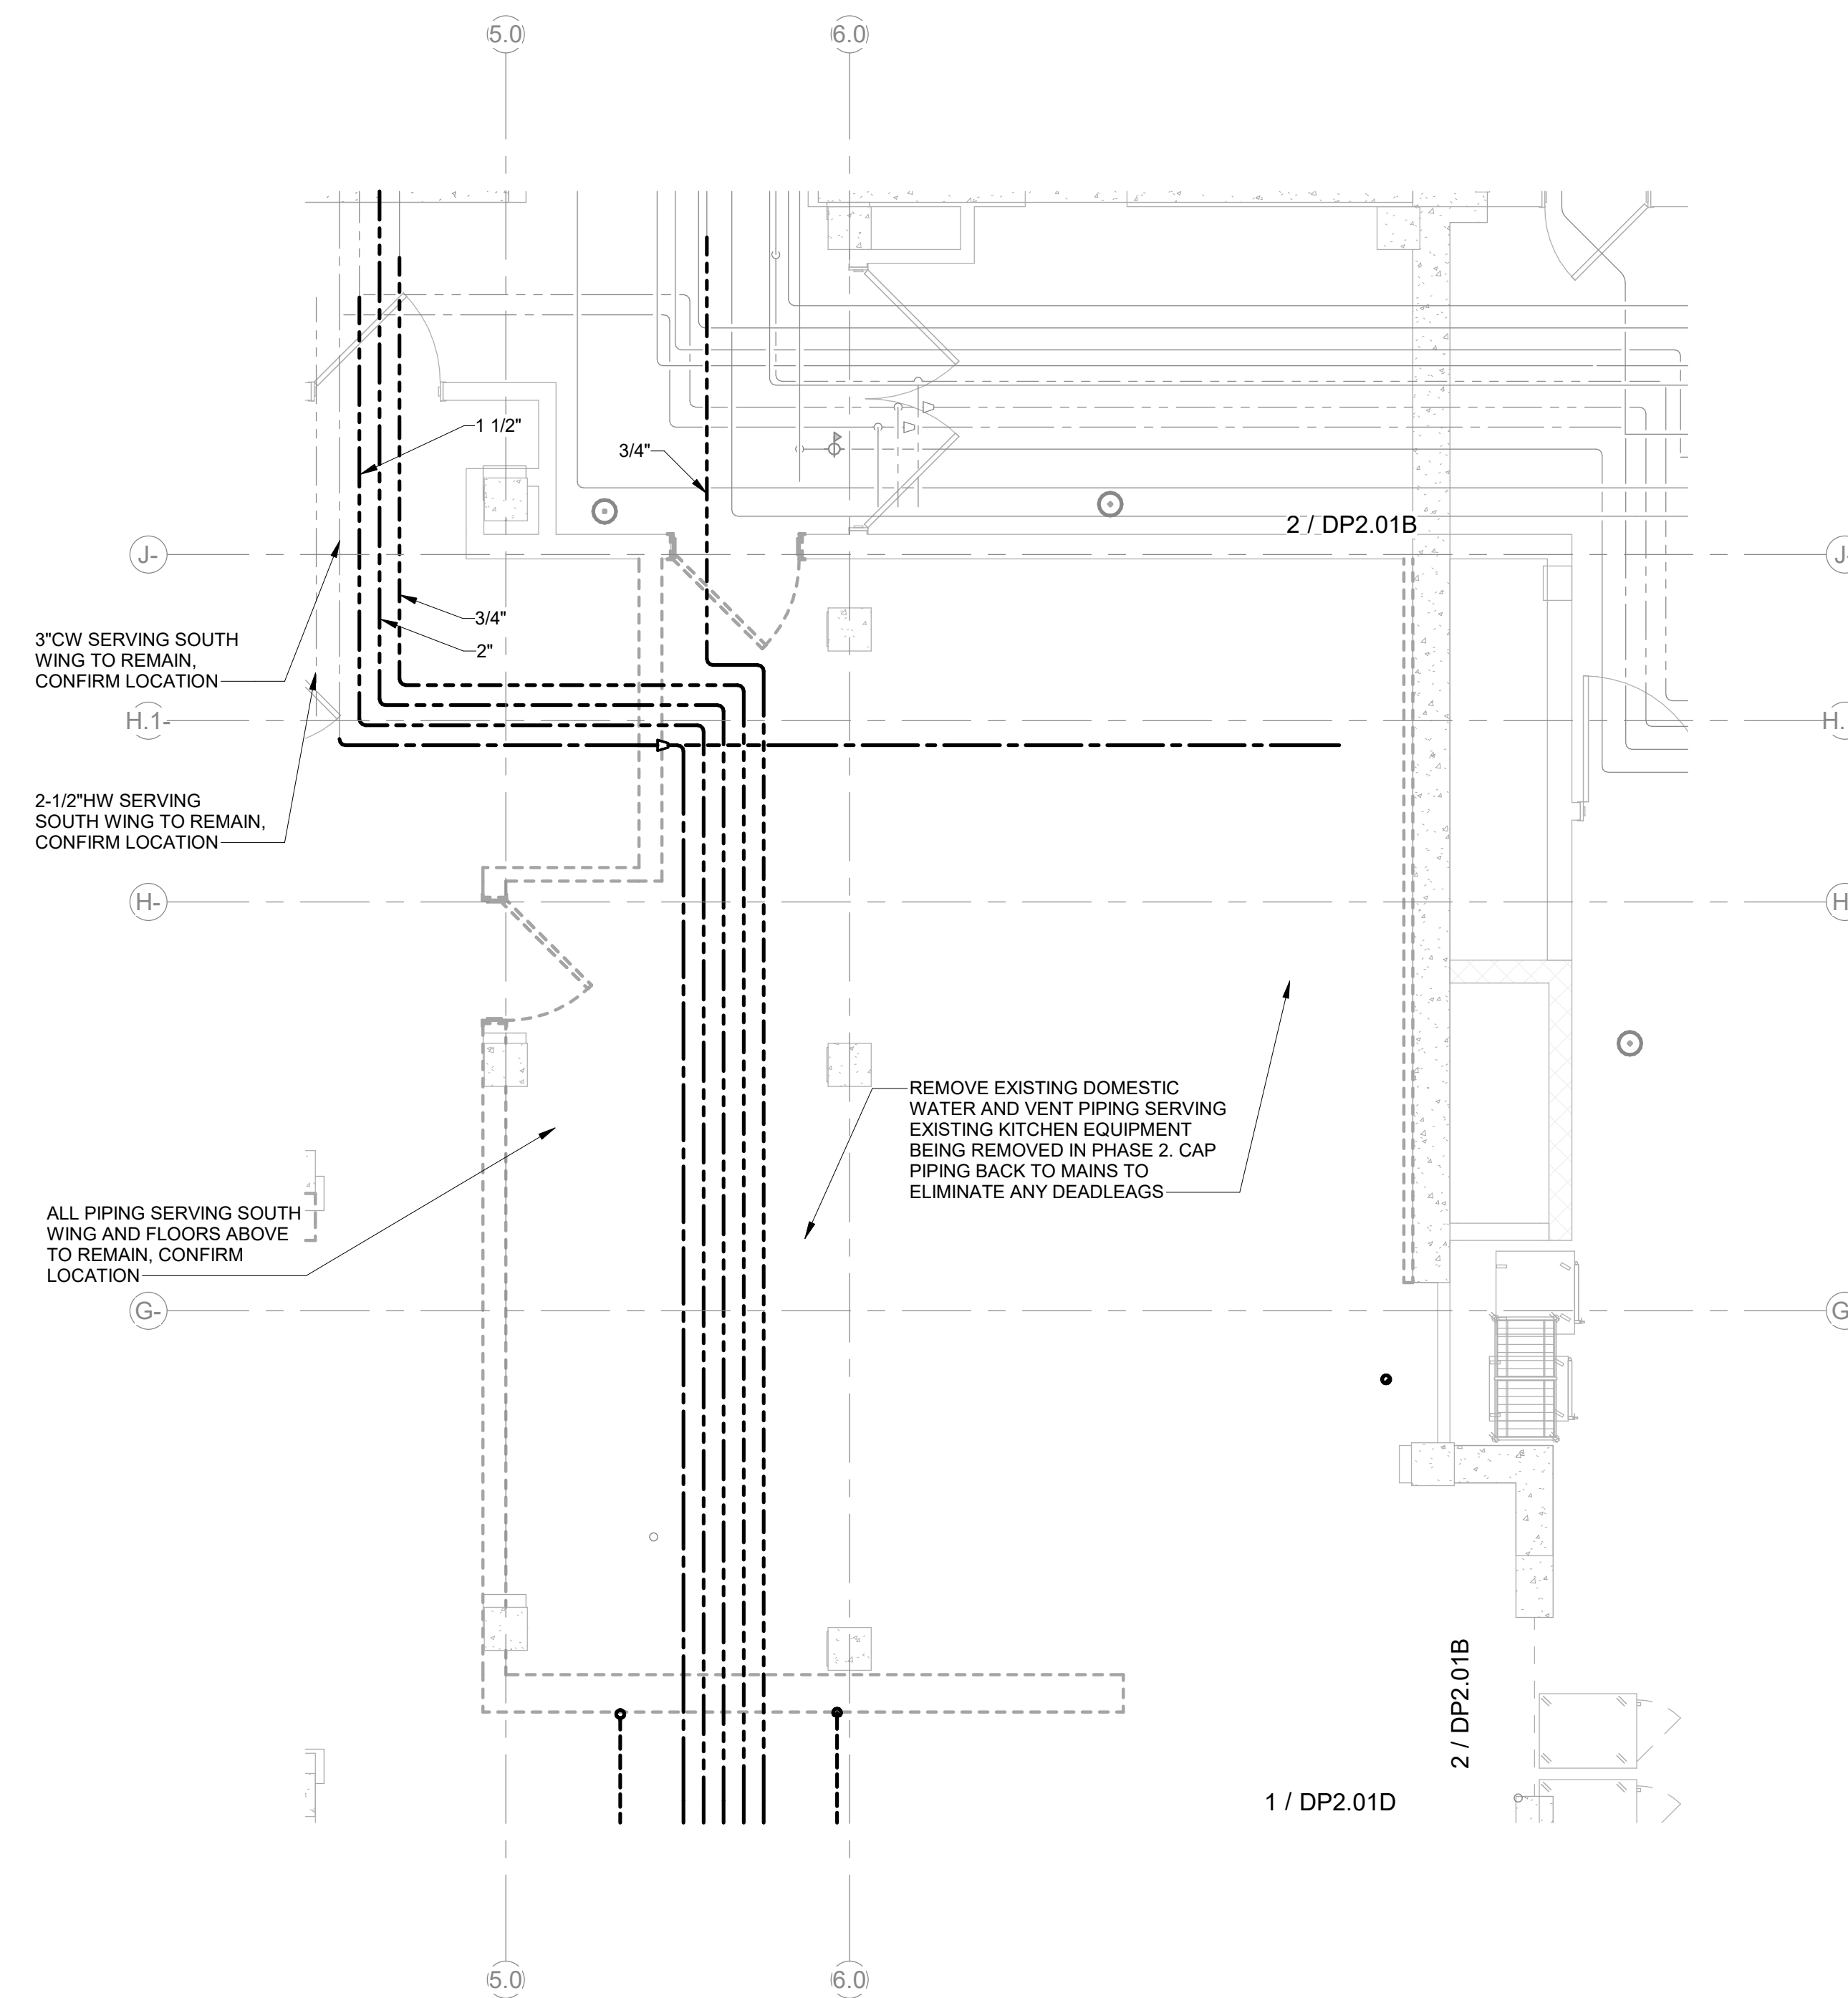 (5.0)
(6.0)
1 1/2"
3/4"
2 / DP2.01B
J-
J-
3/4"
2"
3"CW SERVING SOUTH
WING TO REMAIN,
CONFIRM LOCATION
H.1-
H.
2-1/2"HW SERVING
SOUTH WING TO REMAIN,
CONFIRM LOCATION
H-
H
REMOVE EXISTING DOMESTIC
WATER AND VENT PIPING SERVING
EXISTING KITCHEN EQUIPMENT
BEING REMOVED IN PHASE 2. CAP
PIPING BACK TO MAINS TO
ELIMINATE ANY DEADLEAGS
ALL PIPING SERVING SOUTH
WING AND FLOORS ABOVE
TO REMAIN, CONFIRM
LOCATION
G-
G
2 / DP2.01B
1 / DP2.01D
(5.0)
(6.0)